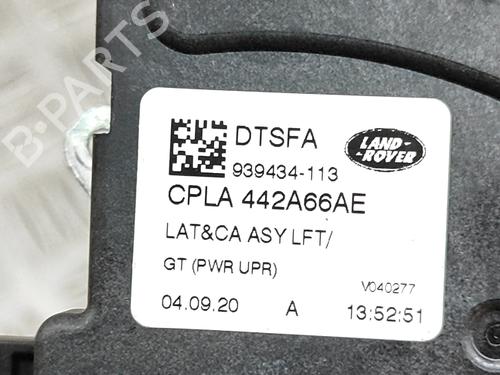 B-PARTS
DTSFA
LAND-
ROVER
939434-113
CPLA 442A66AE
LAT&CA ASY LFT/
GT (PWR UPR)
V040277
04.09.20 A 13:52:51